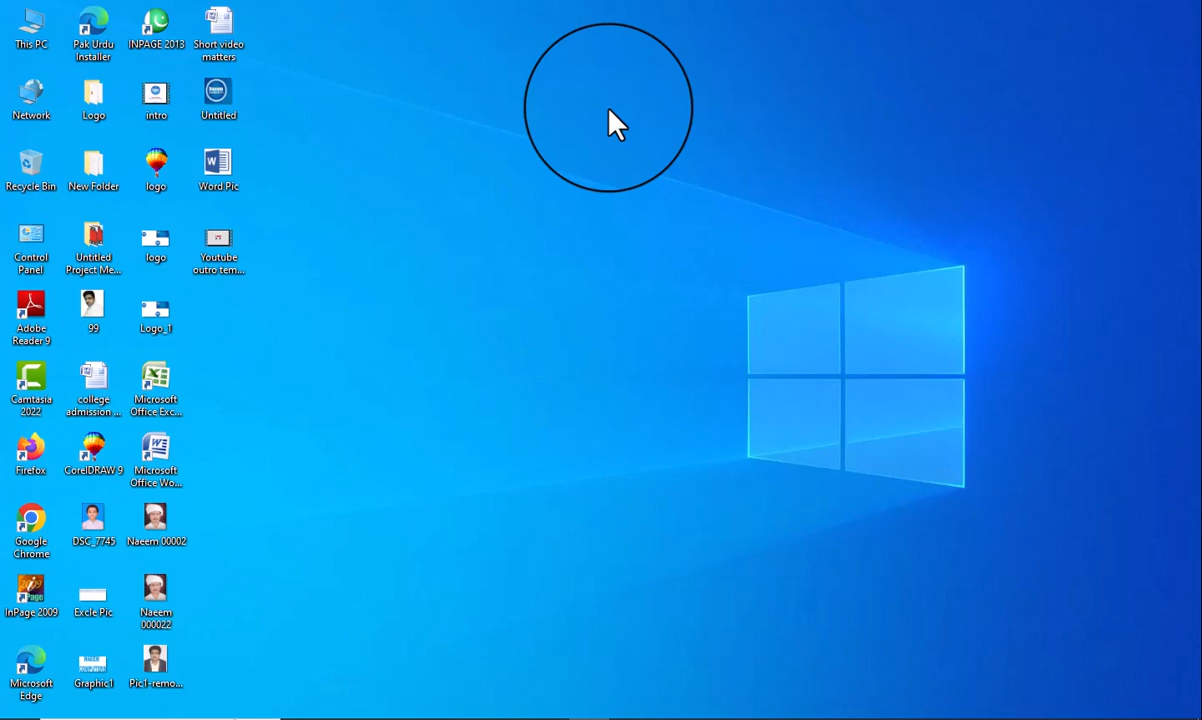 This PC
Pak Urdu
Installer
INPAGE 2013
Short video
matters
Network
Logo
intro
Untitled
Recycle Bin
New Folder
logo
Word Pic
Control
Panel
Untitled
Project Me...
logo
Youtube
outro tem...
Adobe
Reader 9
99
Logo_1
Camtasia
2022
college
admission ...
Microsoft
Office Exc...
Firefox
CorelDRAW 9
Microsoft
Office Wo...
Google
Chrome
DSC_7745
Naeem 00002
InPage 2009
Excle Pic
Naeem
000022
Microsoft
Edge
Graphic1
Pic1-remo...